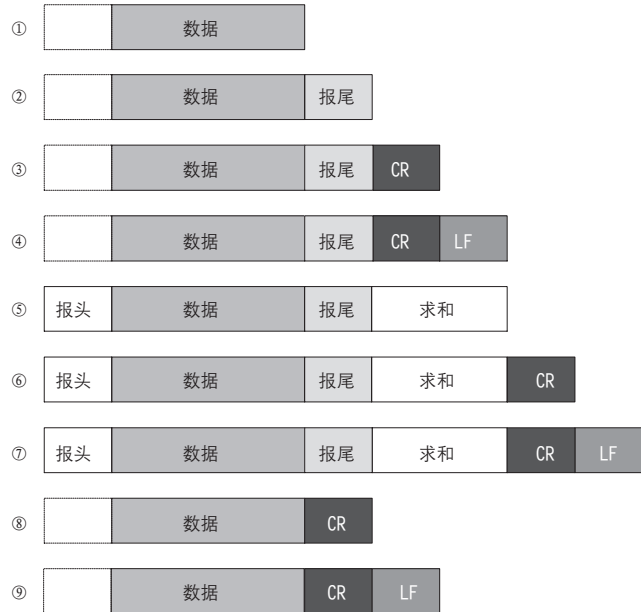 ① 数据
② 数据 报尾
③ 数据 报尾 CR
④ 数据 报尾 CR LF
⑤ 报头 数据 报尾 求和
⑥ 报头 数据 报尾 求和 CR
⑦ 报头 数据 报尾 求和 CR LF
⑧ 数据 CR
⑨ 数据 CR LF